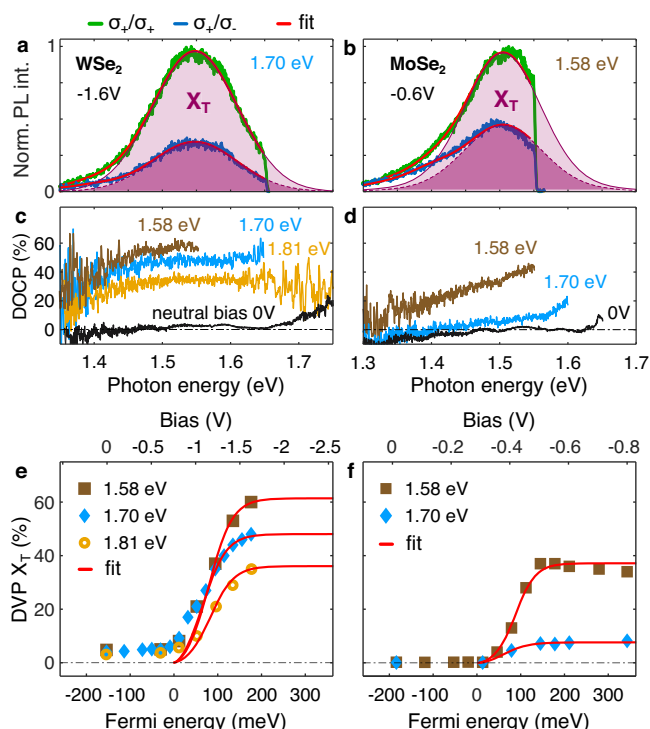 σ+/σ+ σ+/σ- fit
a b
WSe2 1.70 eV MoSe2 1.58 eV
-1.6V -0.6V
XT XT
Norm. PL int.
1
0
c d
1.58 eV 1.70 eV 1.81 eV
neutral bias 0V
1.58 eV
1.70 eV
0V
DOCP (%)
60
40
20
0
1.4 1.5 1.6 1.7 1.3 1.4 1.5 1.6 1.7
Photon energy (eV) Photon energy (eV)
Bias (V) Bias (V)
0 -0.5 -1 -1.5 -2 -2.5 0 -0.2 -0.4 -0.6 -0.8
e f
1.58 eV
1.70 eV
1.81 eV
fit
1.58 eV
1.70 eV
fit
DVP XT (%)
60
40
20
0
-200 -100 0 100 200 300 -200 -100 0 100 200 300
Fermi energy (meV) Fermi energy (meV)